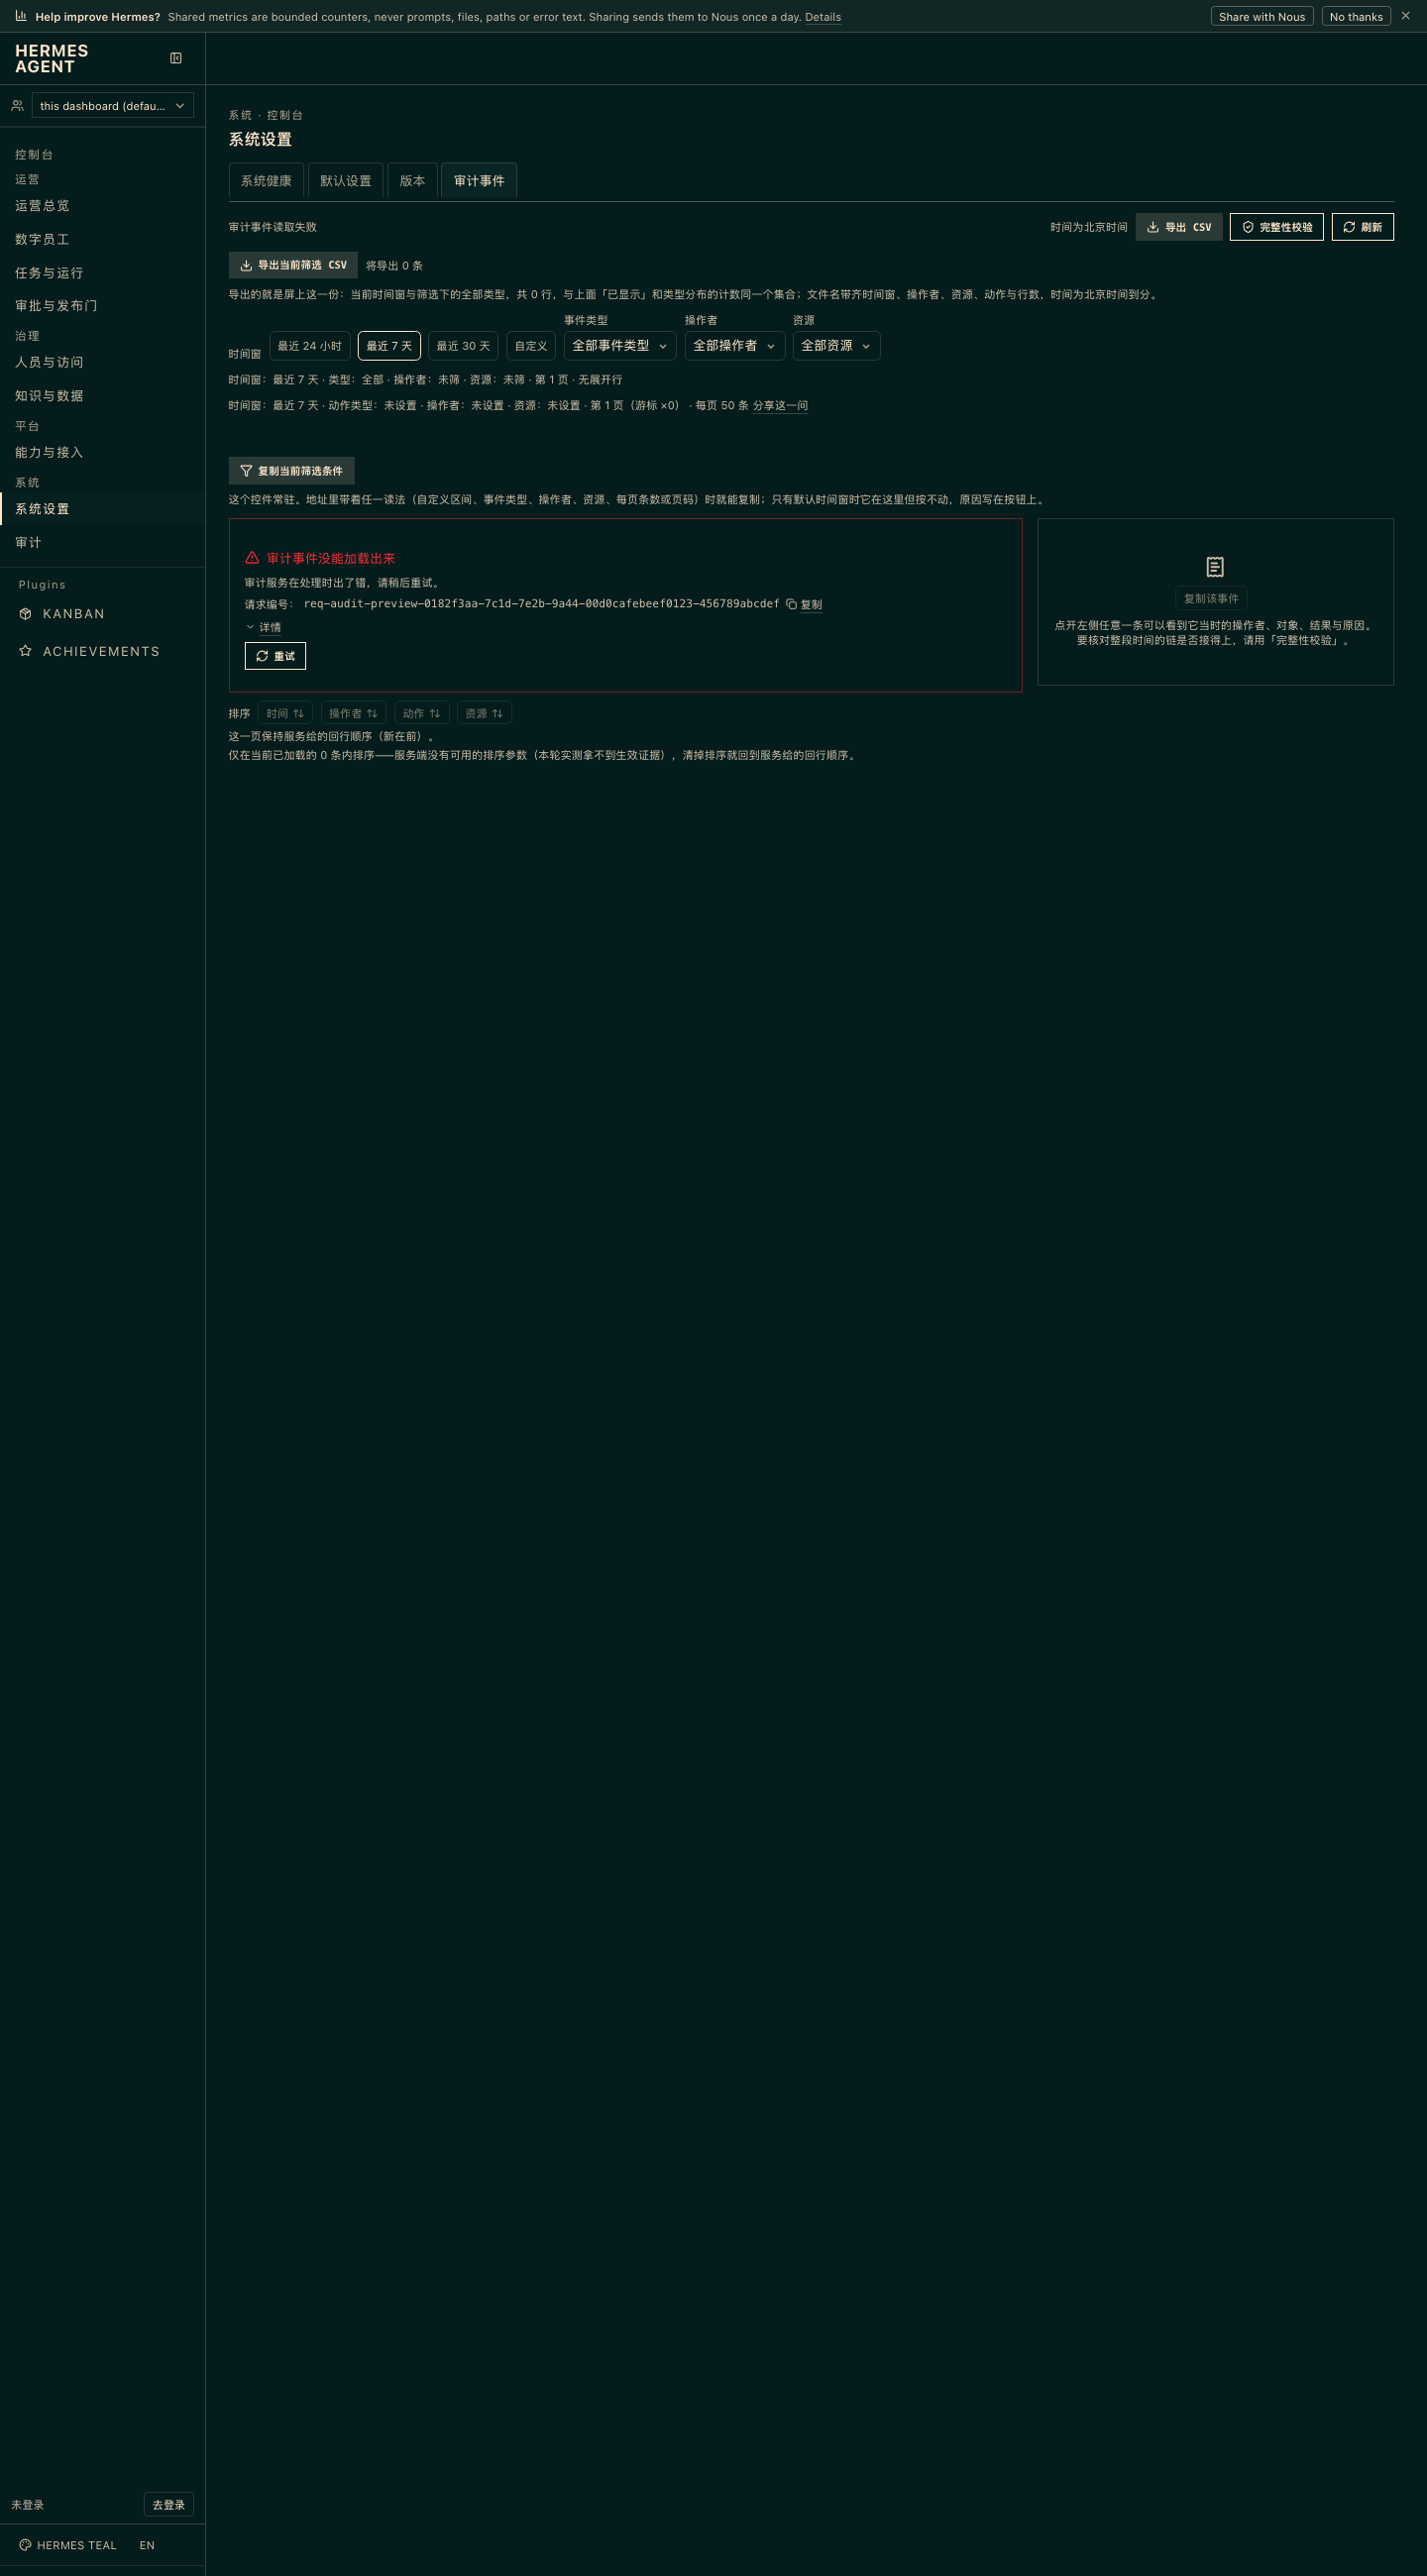 Help improve Hermes? Shared metrics are bounded counters, never prompts, files, paths or error text. Sharing sends them to Nous once a day. Details
Share with Nous
No thanks
HERMES
AGENT
this dashboard (defau...
控制台
运营
运营总览
数字员工
任务与运行
审批与发布门
治理
人员与访问
知识与数据
平台
能力与接入
系统
系统设置
审计
Plugins
KANBAN
ACHIEVEMENTS
未登录
去登录
HERMES TEAL
EN
系统 · 控制台
系统设置
系统健康
默认设置
版本
审计事件
审计事件读取失败
时间为北京时间
导出 CSV
完整性校验
刷新
导出当前筛选 CSV
将导出 0 条
导出的就是屏上这一份：当前时间窗与筛选下的全部类型，共 0 行，与上面「已显示」和类型分布的计数同一个集合；文件名带齐时间窗、操作者、资源、动作与行数，时间为北京时间到分。
时间窗
最近 24 小时
最近 7 天
最近 30 天
自定义
事件类型
全部事件类型
操作者
全部操作者
资源
全部资源
时间窗：最近 7 天 · 类型：全部 · 操作者：未筛 · 资源：未筛 · 第 1 页 · 无展开行
时间窗：最近 7 天 · 动作类型：未设置 · 操作者：未设置 · 资源：未设置 · 第 1 页（游标 ×0） · 每页 50 条 分享这一问
复制当前筛选条件
这个控件常驻。地址里带着任一读法（自定义区间、事件类型、操作者、资源、每页条数或页码）时就能复制；只有默认时间窗时它在这里但按不动，原因写在按钮上。
审计事件没能加载出来
审计服务在处理时出了错，请稍后重试。
请求编号： req-audit-preview-0182f3aa-7c1d-7e2b-9a44-00d0cafebeef0123-456789abcdef 复制
详情
重试
复制该事件
点开左侧任意一条可以看到它当时的操作者、对象、结果与原因。
要核对整段时间的链是否接得上，请用「完整性校验」。
排序
时间
操作者
动作
资源
这一页保持服务给的回行顺序（新在前）。
仅在当前已加载的 0 条内排序——服务端没有可用的排序参数（本轮实测拿不到生效证据），清掉排序就回到服务给的回行顺序。